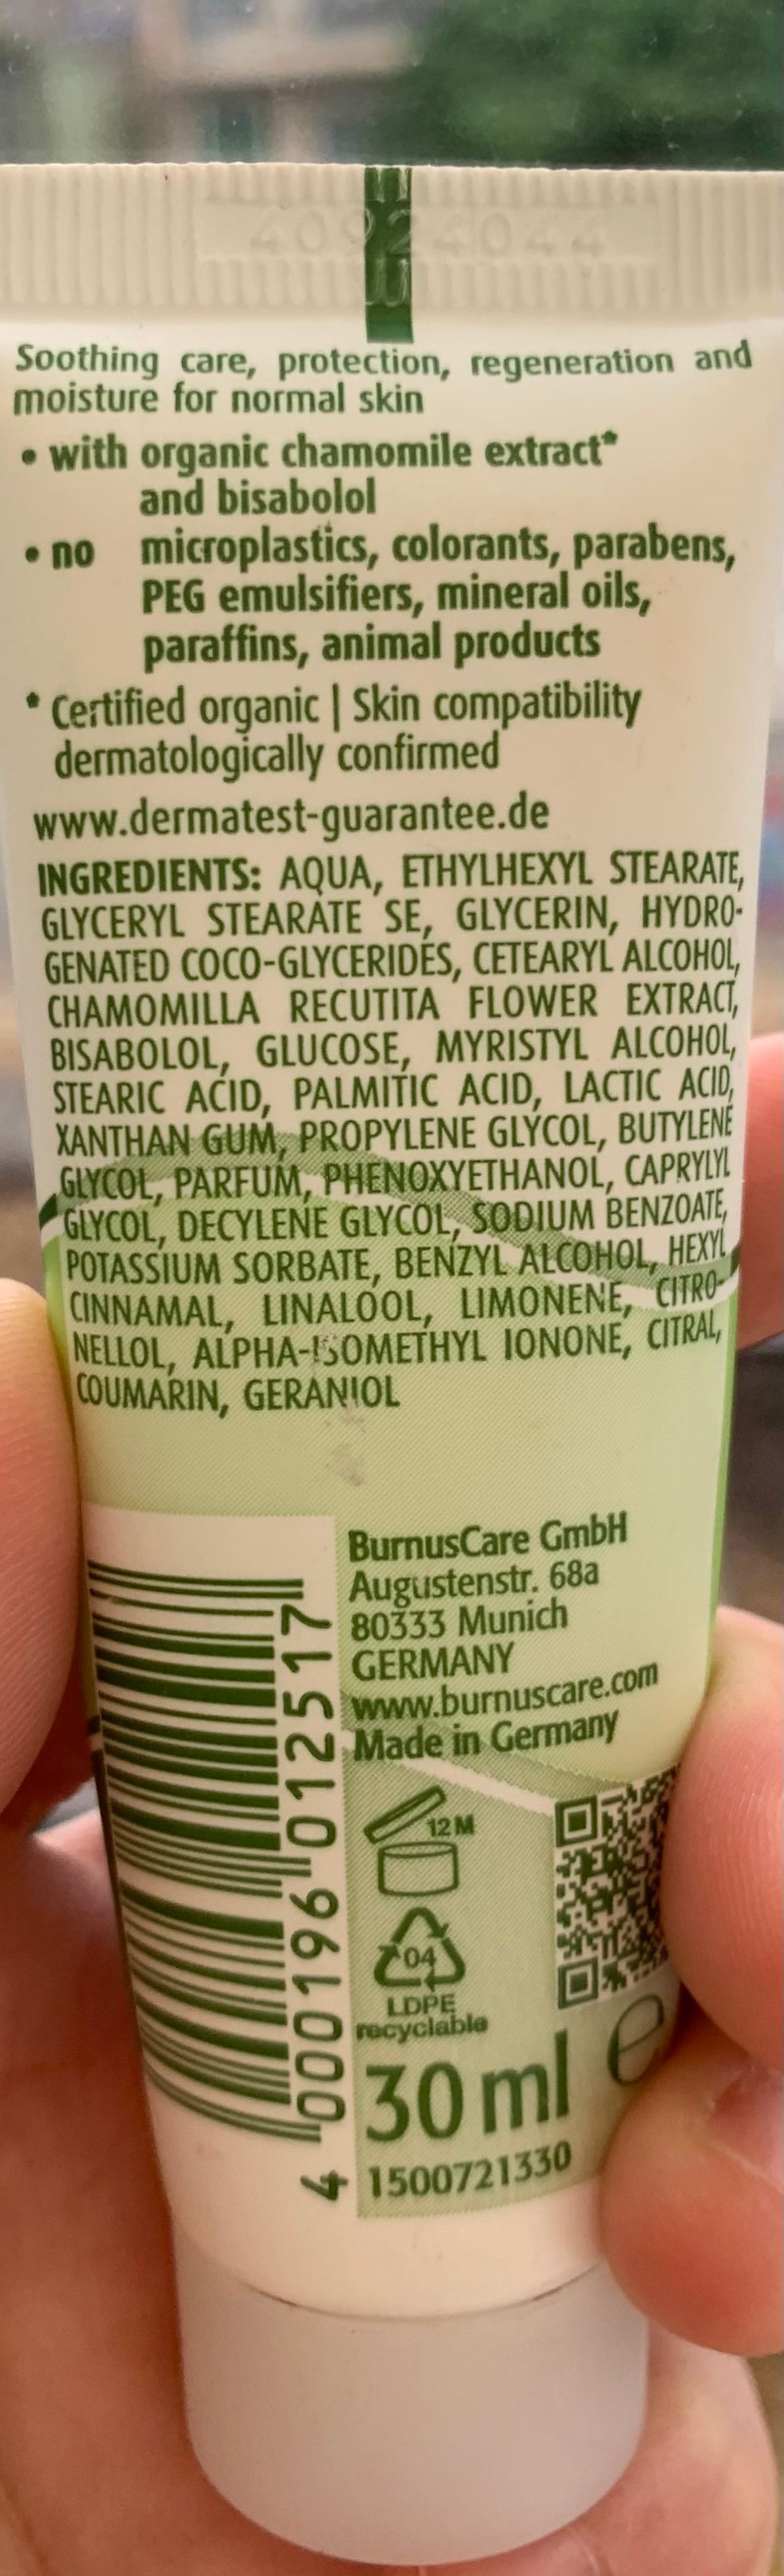 40924044
Soothing care, protection, regeneration and
moisture for normal skin
• with organic chamomile extract*
and bisabolol
• no microplastics, colorants, parabens,
PEG emulsifiers, mineral oils,
paraffins, animal products
* Certified organic | Skin compatibility
dermatologically confirmed
www.dermatest-guarantee.de
INGREDIENTS: AQUA, ETHYLHEXYL STEARATE,
GLYCERYL STEARATE SE, GLYCERIN, HYDRO-
GENATED COCO-GLYCERIDES, CETEARYL ALCOHOL,
CHAMOMILLA RECUTITA FLOWER EXTRACT,
BISABOLOL, GLUCOSE, MYRISTYL ALCOHOL,
STEARIC ACID, PALMITIC ACID, LACTIC ACID,
XANTHAN GUM, PROPYLENE GLYCOL, BUTYLENE
GLYCOL, PARFUM, PHENOXYETHANOL, CAPRYLYL
GLYCOL, DECYLENE GLYCOL, SODIUM BENZOATE,
POTASSIUM SORBATE, BENZYL ALCOHOL, HEXYL
CINNAMAL, LINALOOL, LIMONENE, CITRO-
NELLOL, ALPHA-ISOMETHYL IONONE, CITRAL,
COUMARIN, GERANIOL
BurnusCare GmbH
Augustenstr. 68a
80333 Munich
GERMANY
www.burnuscare.com
Made in Germany
12 M
04
LDPE
recyclable
30 ml e
1500721330
4 000196 012517